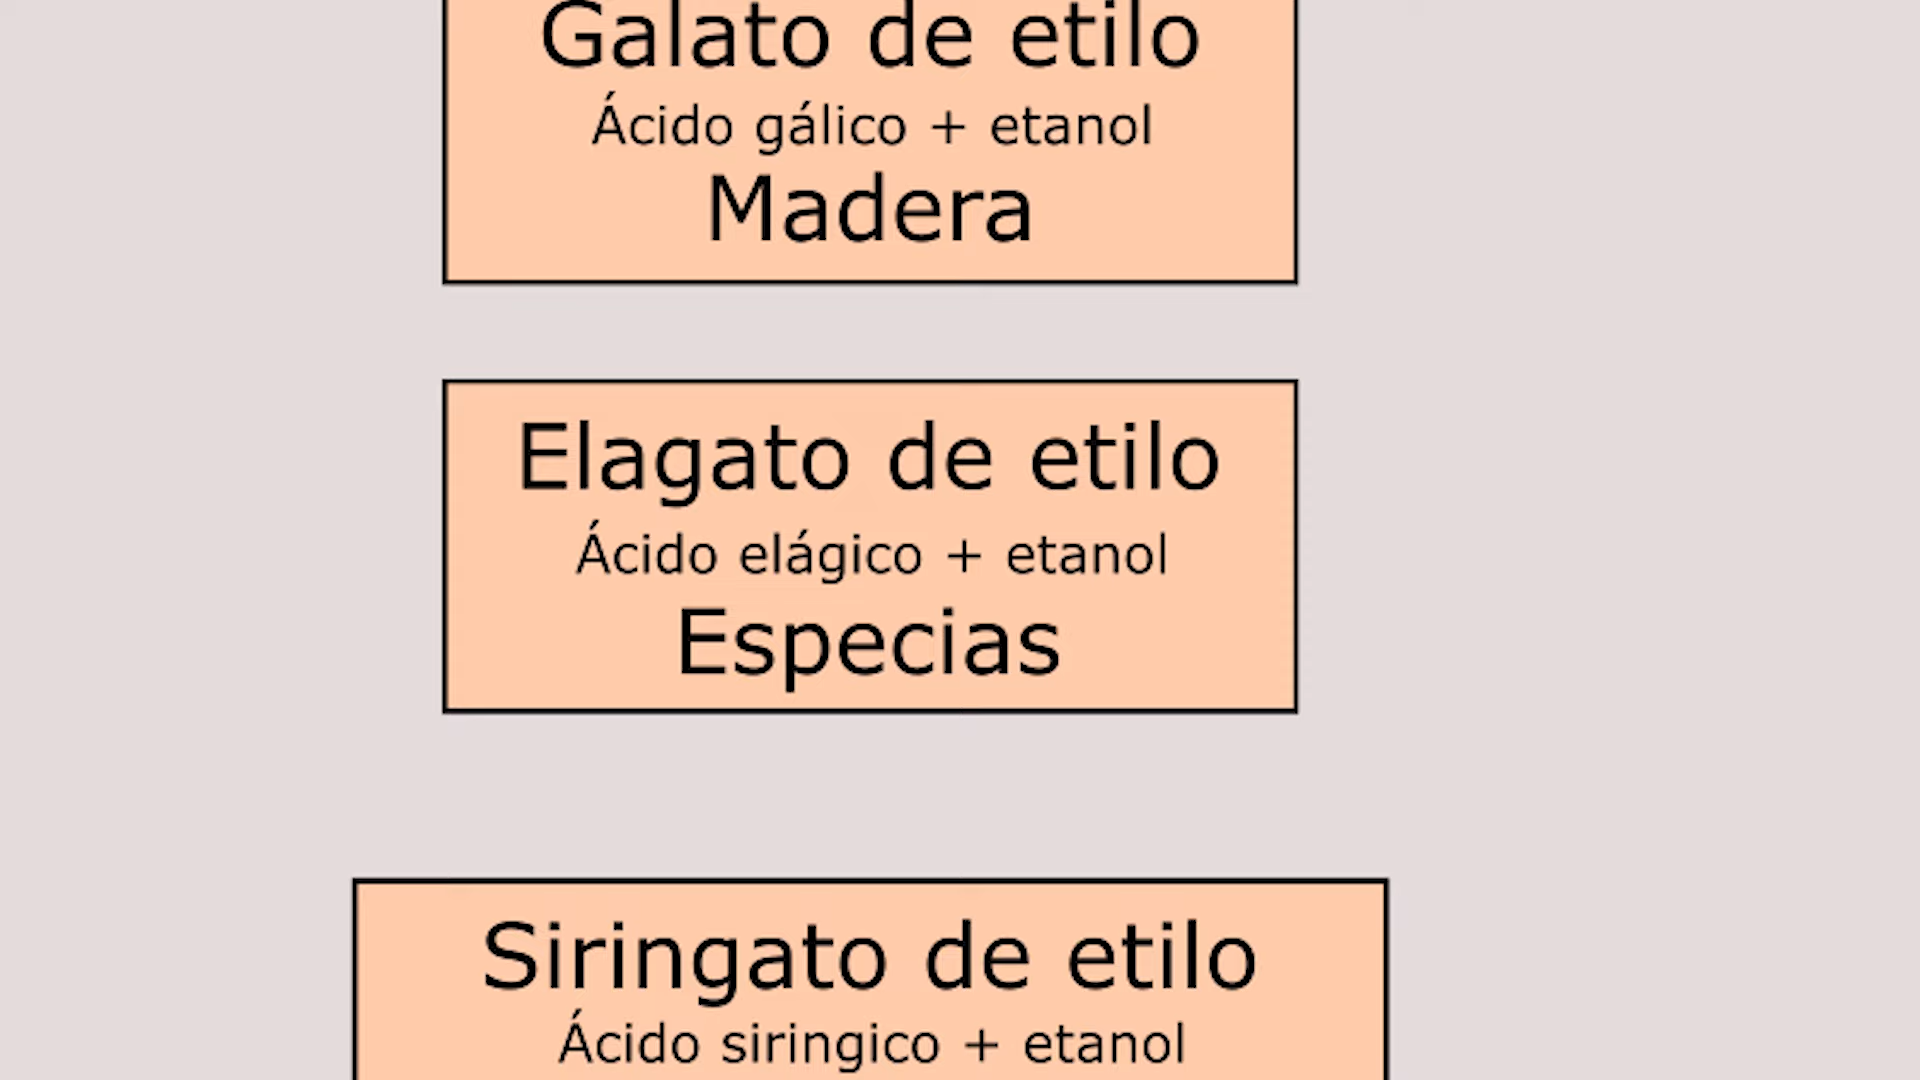 Galato de etilo
Ácido gálico + etanol
Madera
Elagato de etilo
Ácido elágico + etanol
Especias
Siringato de etilo
Ácido siringico + etanol